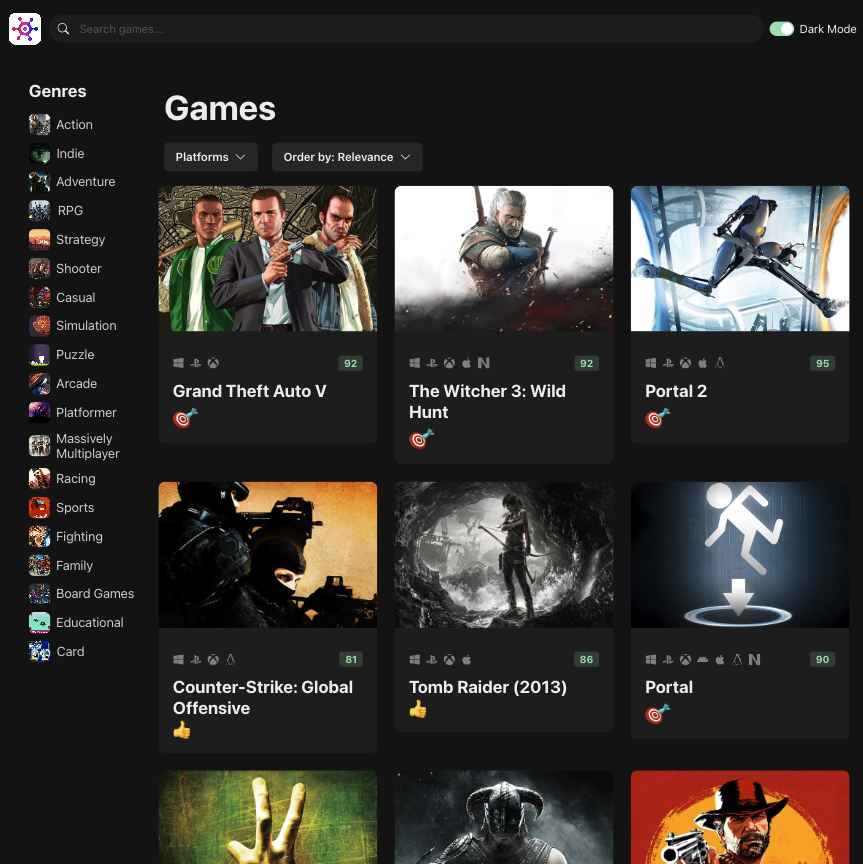 Search games...
Dark Mode
Genres
Action
Indie
Adventure
RPG
Strategy
Shooter
Casual
Simulation
Puzzle
Arcade
Platformer
Massively
Multiplayer
Racing
Sports
Fighting
Family
Board Games
Educational
Card
Games
Platforms
Order by: Relevance
92
Grand Theft Auto V
92
The Witcher 3: Wild
Hunt
95
Portal 2
81
Counter-Strike: Global
Offensive
86
Tomb Raider (2013)
90
Portal